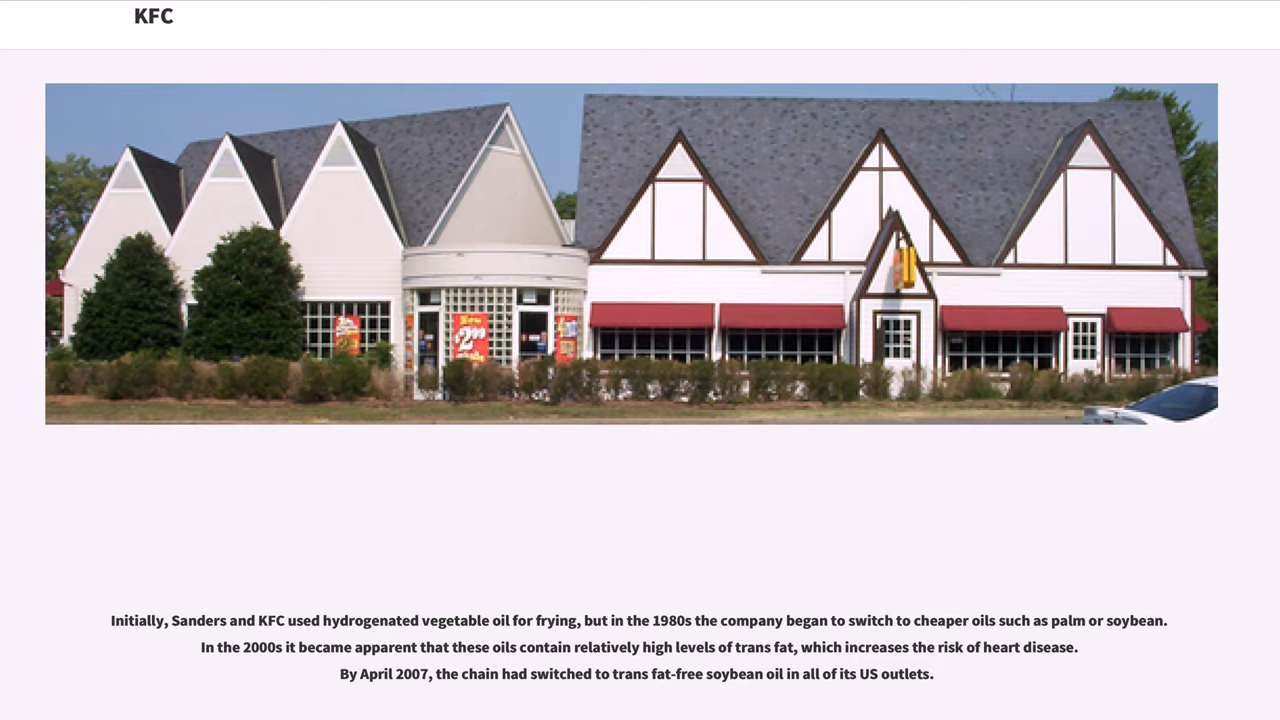 KFC
$2.99
Initially, Sanders and KFC used hydrogenated vegetable oil for frying, but in the 1980s the company began to switch to cheaper oils such as palm or soybean.
In the 2000s it became apparent that these oils contain relatively high levels of trans fat, which increases the risk of heart disease.
By April 2007, the chain had switched to trans fat-free soybean oil in all of its US outlets.